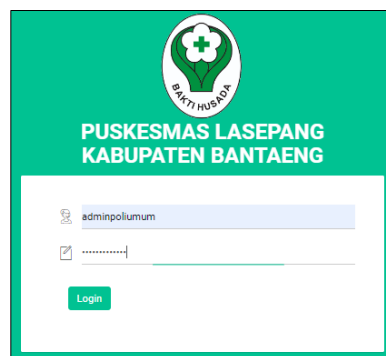 BAKTI HUSADA
PUSKESMAS LASEPANG
KABUPATEN BANTAENG
adminpoliumum
·············
Login